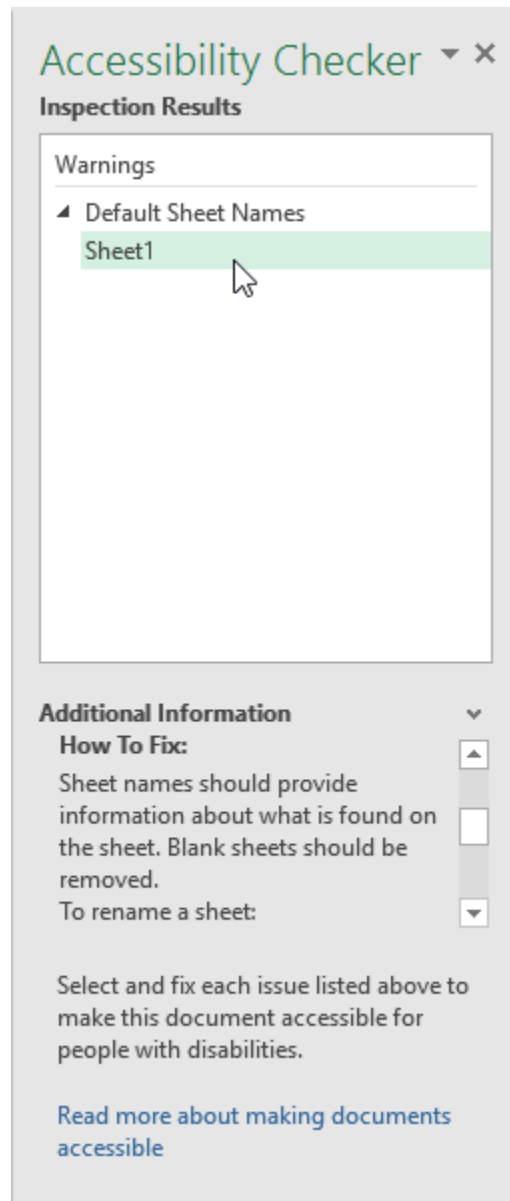 Accessibility Checker
Inspection Results
Warnings
Default Sheet Names
Sheet1
Additional Information
How To Fix:
Sheet names should provide
information about what is found on
the sheet. Blank sheets should be
removed.
To rename a sheet:
Select and fix each issue listed above to
make this document accessible for
people with disabilities.
Read more about making documents
accessible